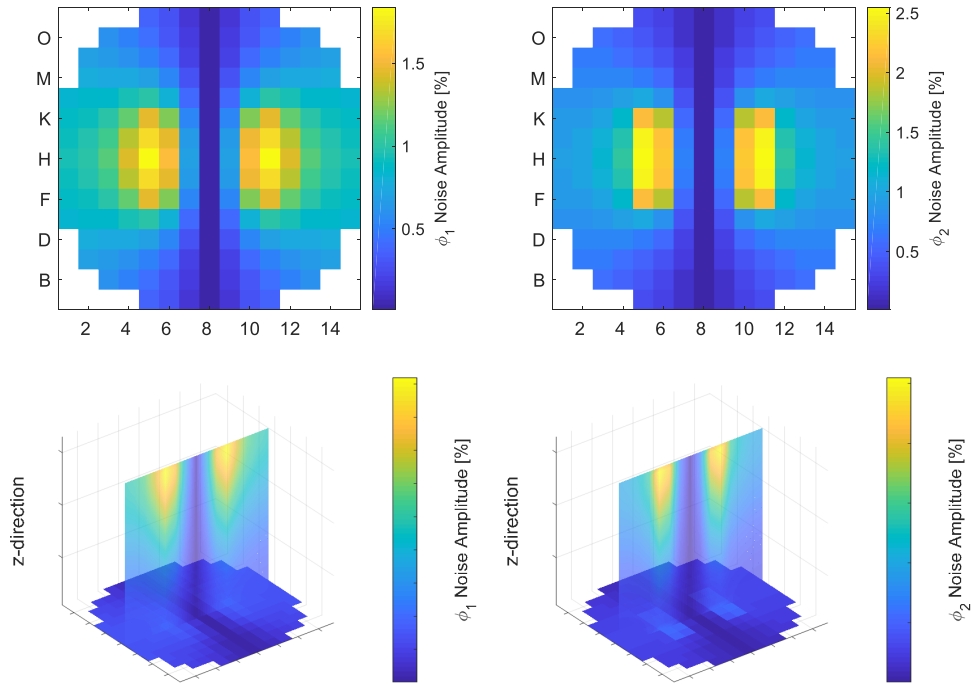 O
M
K
H
F
D
B
2 4 6 8 10 12 14
1.5
1
0.5
ϕ1 Noise Amplitude [%]
O
M
K
H
F
D
B
2 4 6 8 10 12 14
2.5
2
1.5
1
0.5
ϕ2 Noise Amplitude [%]
z-direction
ϕ1 Noise Amplitude [%]
z-direction
ϕ2 Noise Amplitude [%]